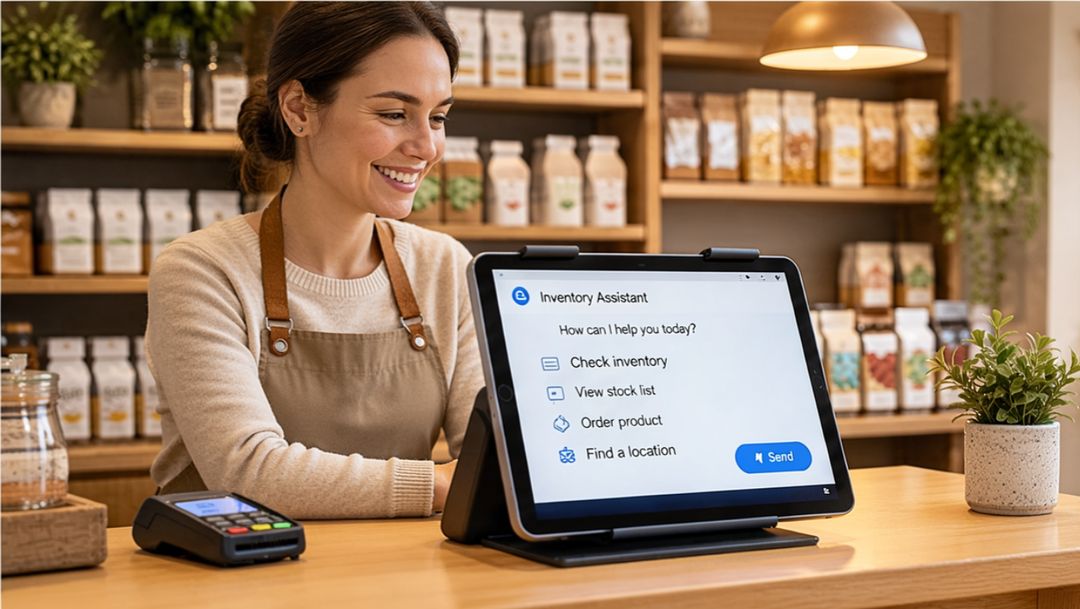 Inventory Assistant
How can I help you today?
Check inventory
View stock list
Order product
Find a location
Send